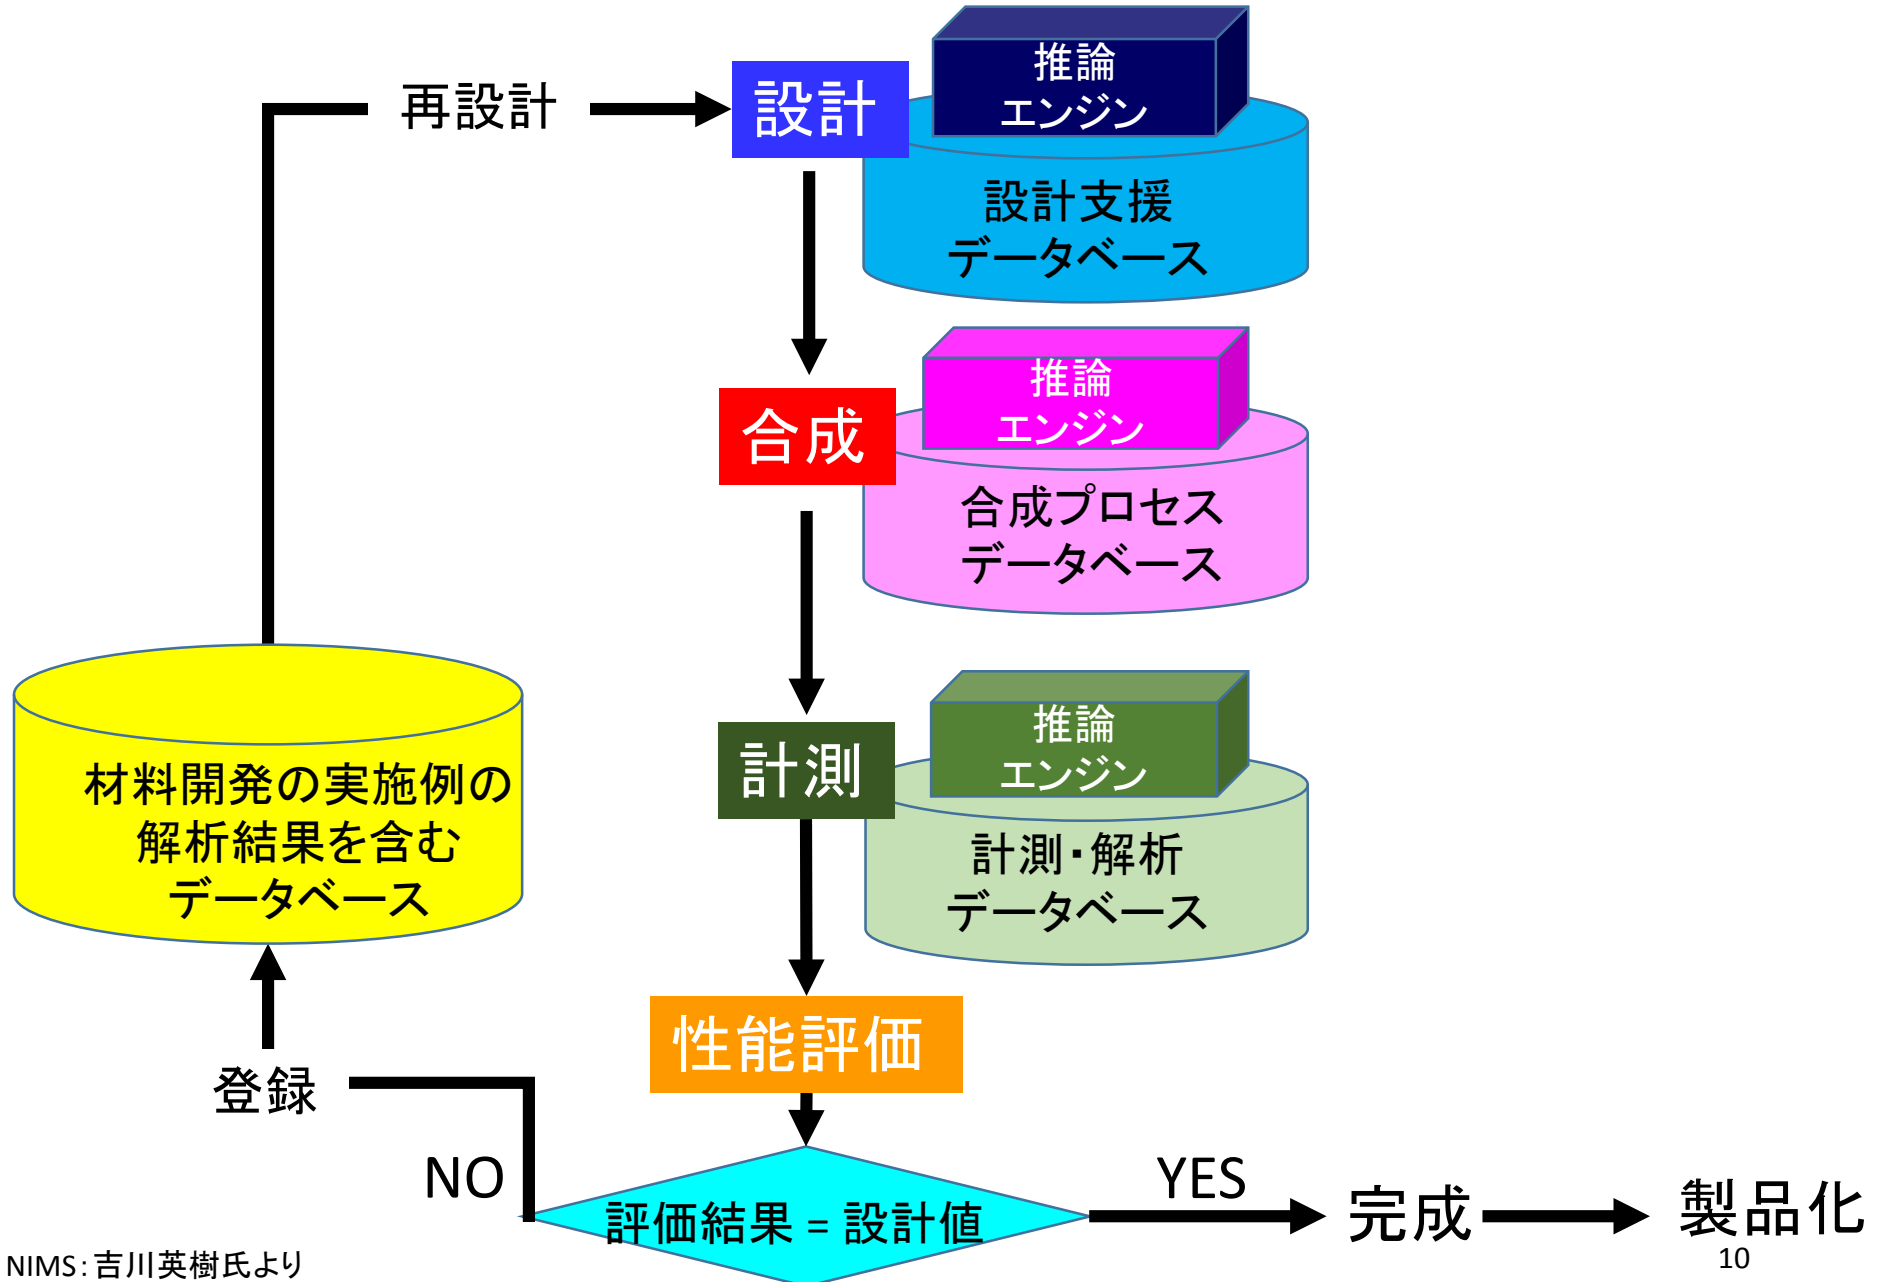 推論
エンジン
再設計
設計
設計支援
データベース
推論
エンジン
合成
合成プロセス
データベース
推論
エンジン
計測
計測・解析
データベース
材料開発の実施例の
解析結果を含む
データベース
性能評価
登録
NO
評価結果 = 設計値
YES
完成
製品化
NIMS:吉川英樹氏より
10